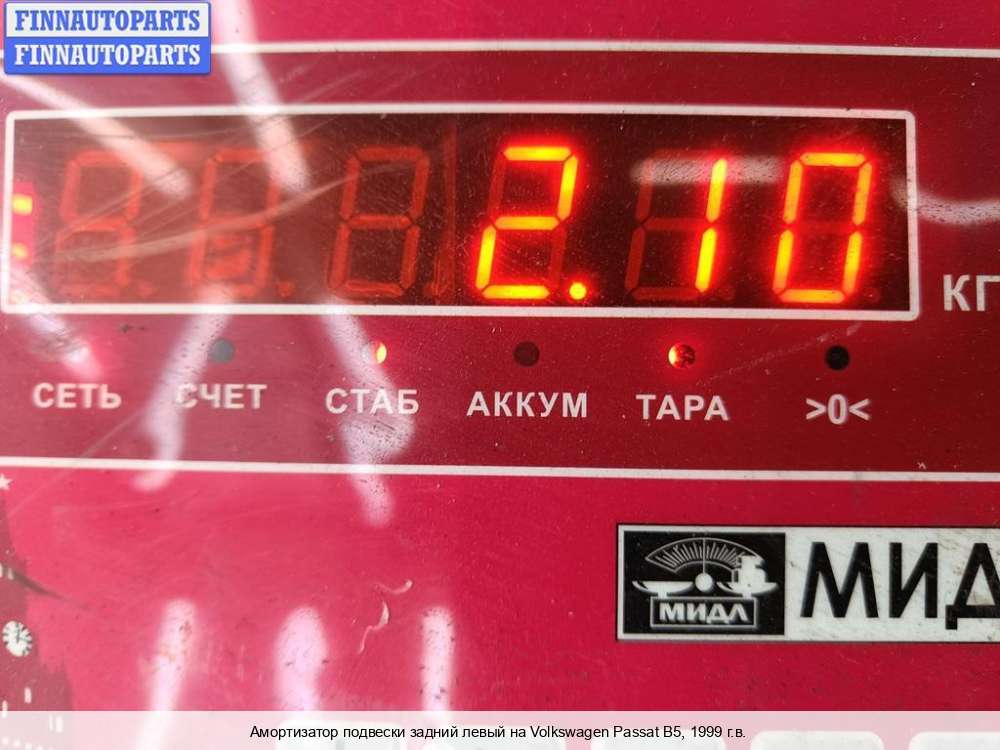 FINNAUTOPARTS
FINNAUTOPARTS
2.10
КГ
СЕТЬ СЧЕТ СТАБ АККУМ ТАРА >0<
МИДЛ МИД
Амортизатор подвески задний левый на Volkswagen Passat B5, 1999 г.в.